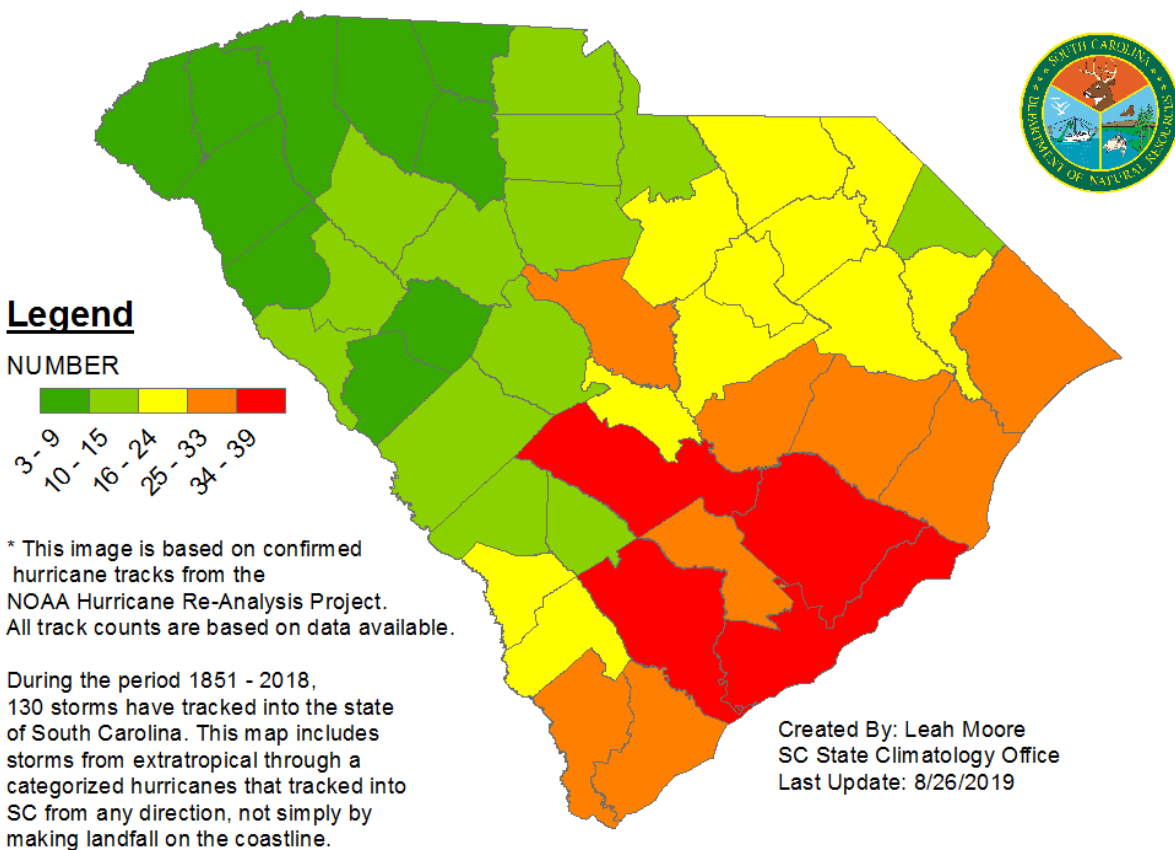 SOUTH CAROLINA
DEPARTMENT OF NATURAL RESOURCES
Legend
NUMBER
3 - 9
10 - 15
16 - 24
25 - 33
34 - 39
* This image is based on confirmed
hurricane tracks from the
NOAA Hurricane Re-Analysis Project.
All track counts are based on data available.
During the period 1851 - 2018,
130 storms have tracked into the state
of South Carolina. This map includes
storms from extratropical through a
categorized hurricanes that tracked into
SC from any direction, not simply by
making landfall on the coastline.
Created By: Leah Moore
SC State Climatology Office
Last Update: 8/26/2019